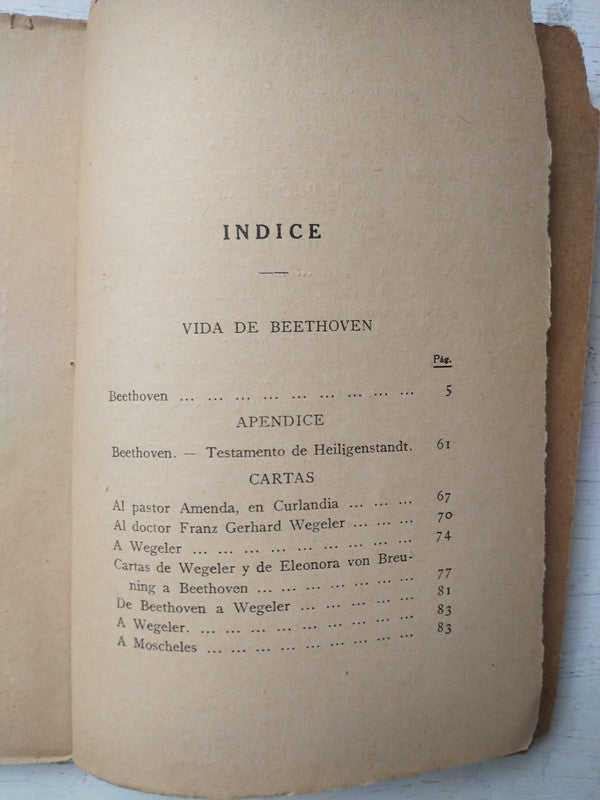 INDICE
VIDA DE BEETHOVEN
Pág.
Beethoven ... ... ... ... ... ... ... ... ... 5
APENDICE
Beethoven. — Testamento de Heiligenstandt. 61
CARTAS
Al pastor Amenda, en Curlandia ... ... ... 67
Al doctor Franz Gerhard Wegeler ... ... ... 70
A Wegeler ... ... ... ... ... ... ... ... 74
Cartas de Wegeler y de Eleonora von Breu-
ning a Beethoven ... ... ... ... ... ... 77
De Beethoven a Wegeler ... ... ... ... ... 81
A Wegeler. ... ... ... ... ... ... ... ... 83
A Moscheles ... ... ... ... ... ... ... ... 83